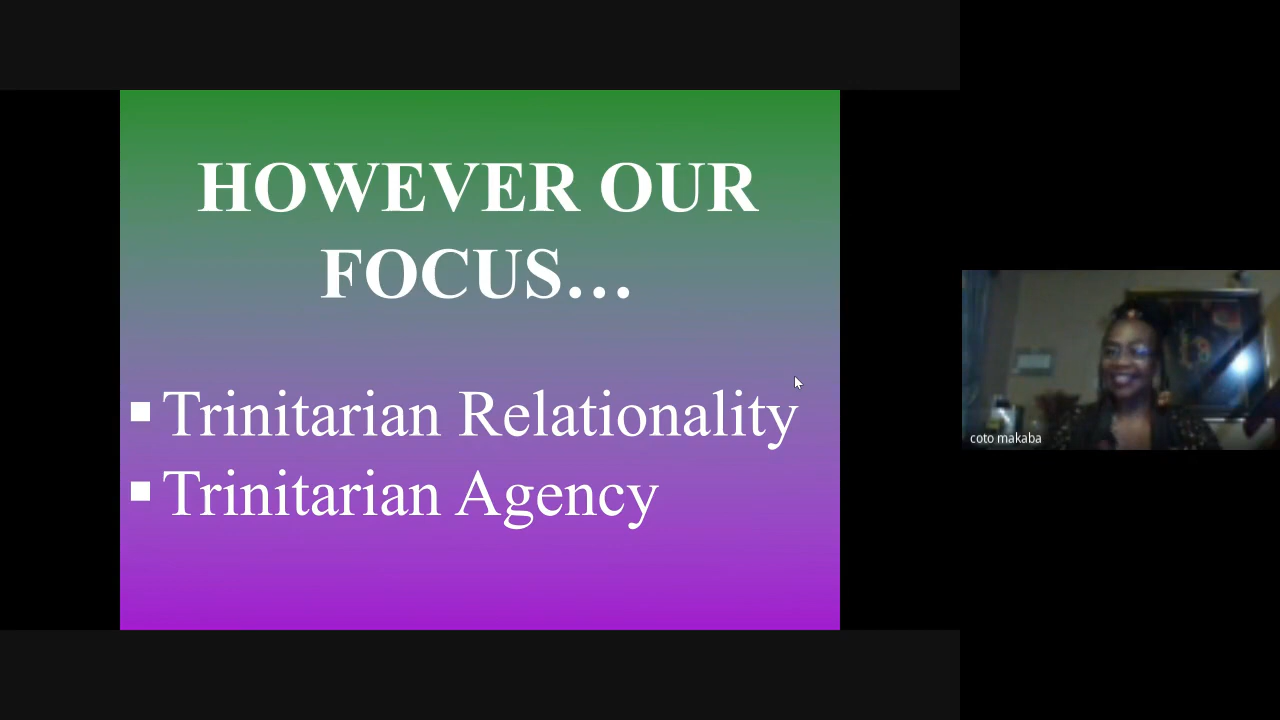 HOWEVER OUR
FOCUS…
▪ Trinitarian Relationality
▪ Trinitarian Agency
coto makaba